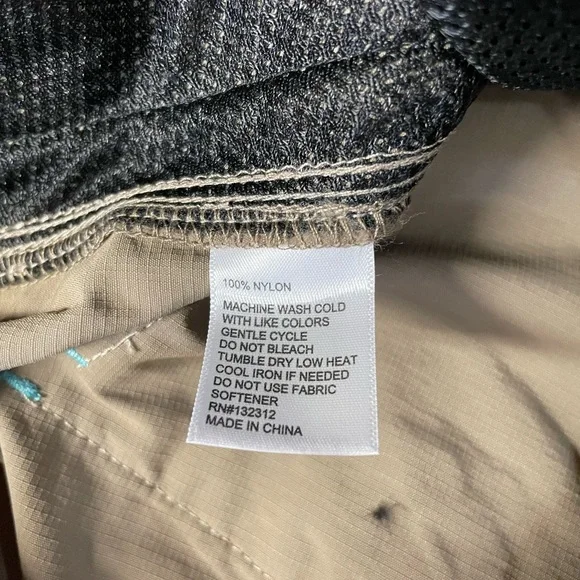 100% NYLON
MACHINE WASH COLD
WITH LIKE COLORS
GENTLE CYCLE
DO NOT BLEACH
TUMBLE DRY LOW HEAT
COOL IRON IF NEEDED
DO NOT USE FABRIC
SOFTENER
RN#132312
MADE IN CHINA